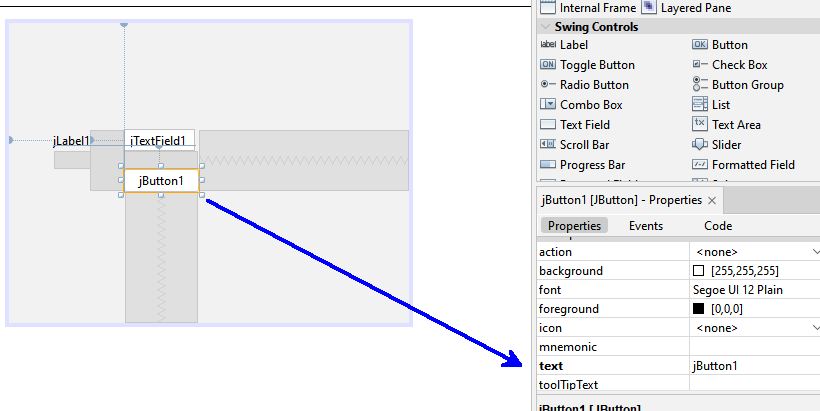 Internal Frame Layered Pane
Swing Controls
label Label OK Button
ON Toggle Button Check Box
Radio Button Button Group
Combo Box List
Text Field Text Area
Scroll Bar Slider
Progress Bar Formatted Field
jLabel1 jTextField1
jButton1
jButton1 [JButton] - Properties ×
Properties Events Code
action <none>
background [255,255,255]
font Segoe UI 12 Plain
foreground [0,0,0]
icon <none>
mnemonic
text jButton1
toolTipText
jButton1 [JButton]